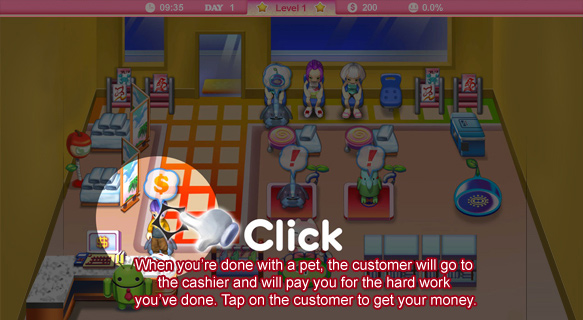 09:35 DAY 1 Level 1 $ 200 0.0%
$
Click
When you're done with a pet, the customer will go to
the cashier and will pay you for the hard work
you've done. Tap on the customer to get your money.